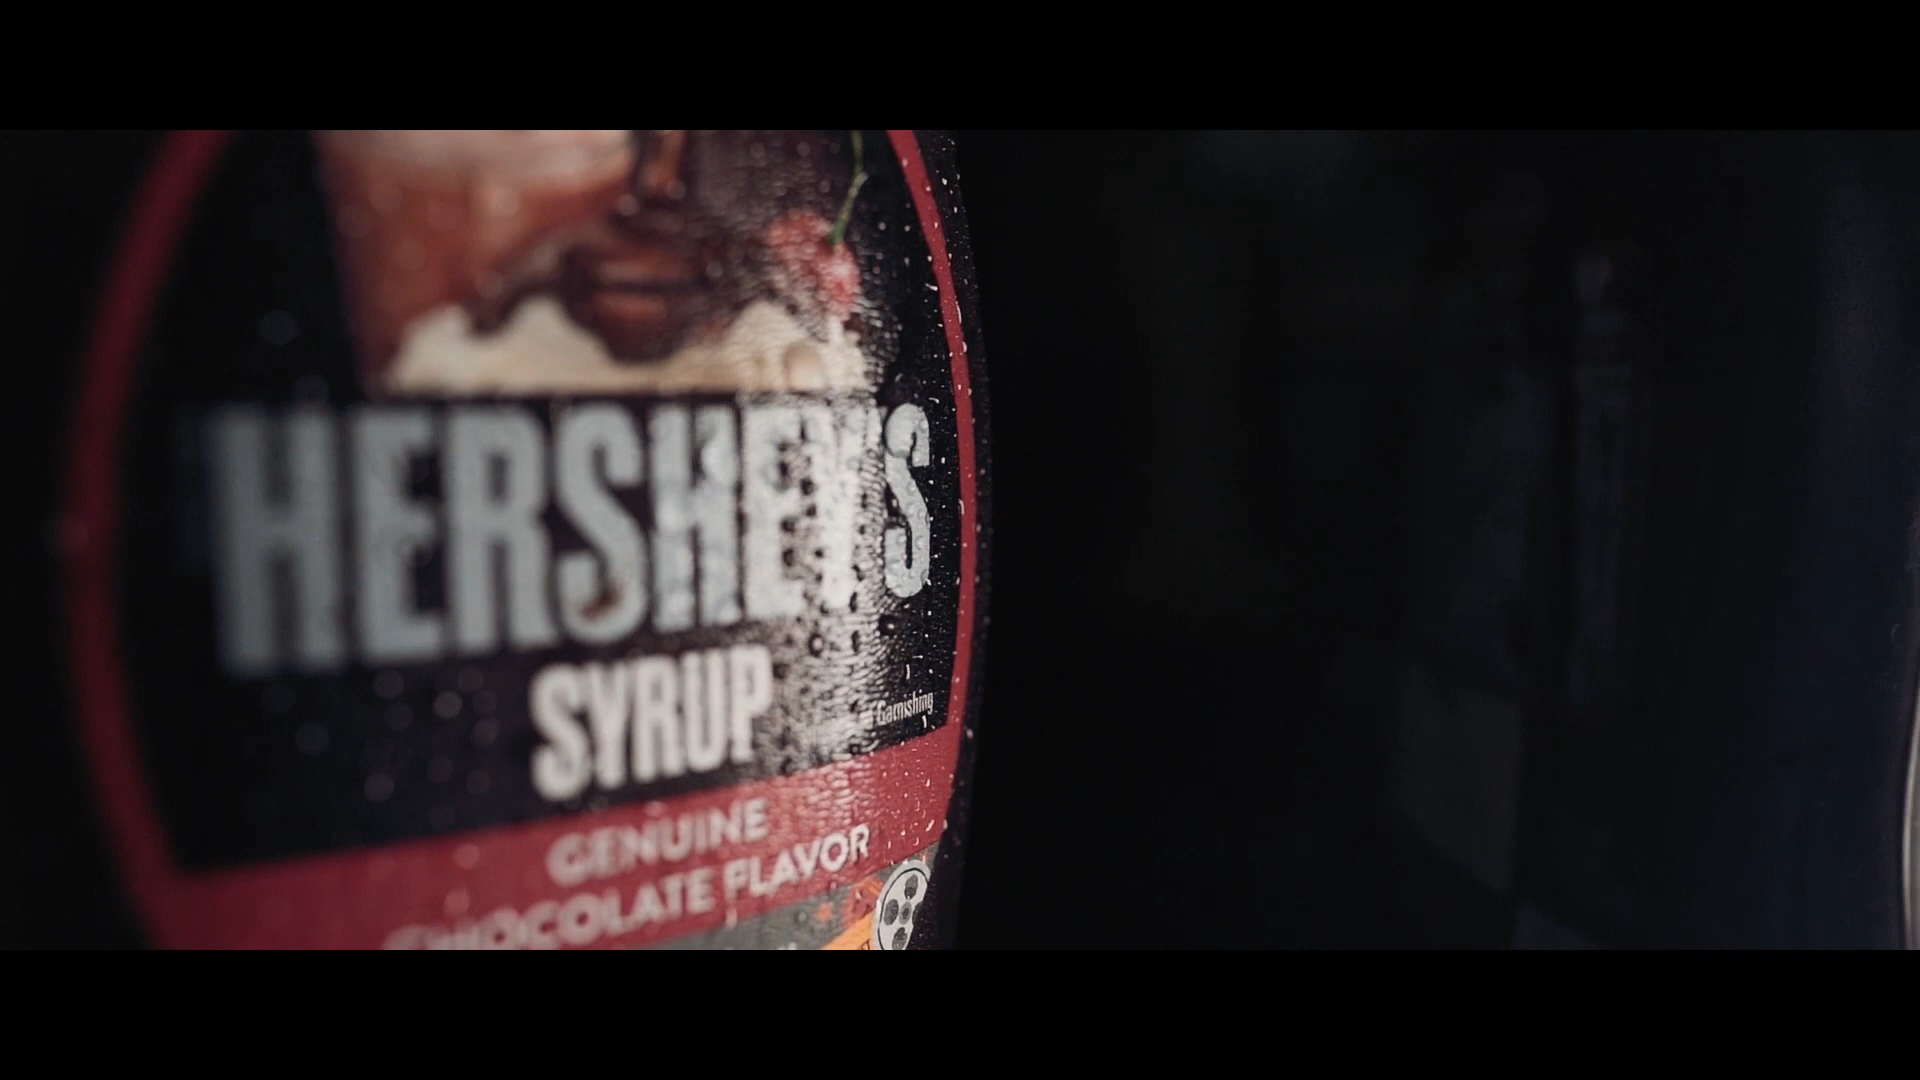 HERSHEY'S
SYRUP
Garnishing
GENUINE
CHOCOLATE FLAVOR